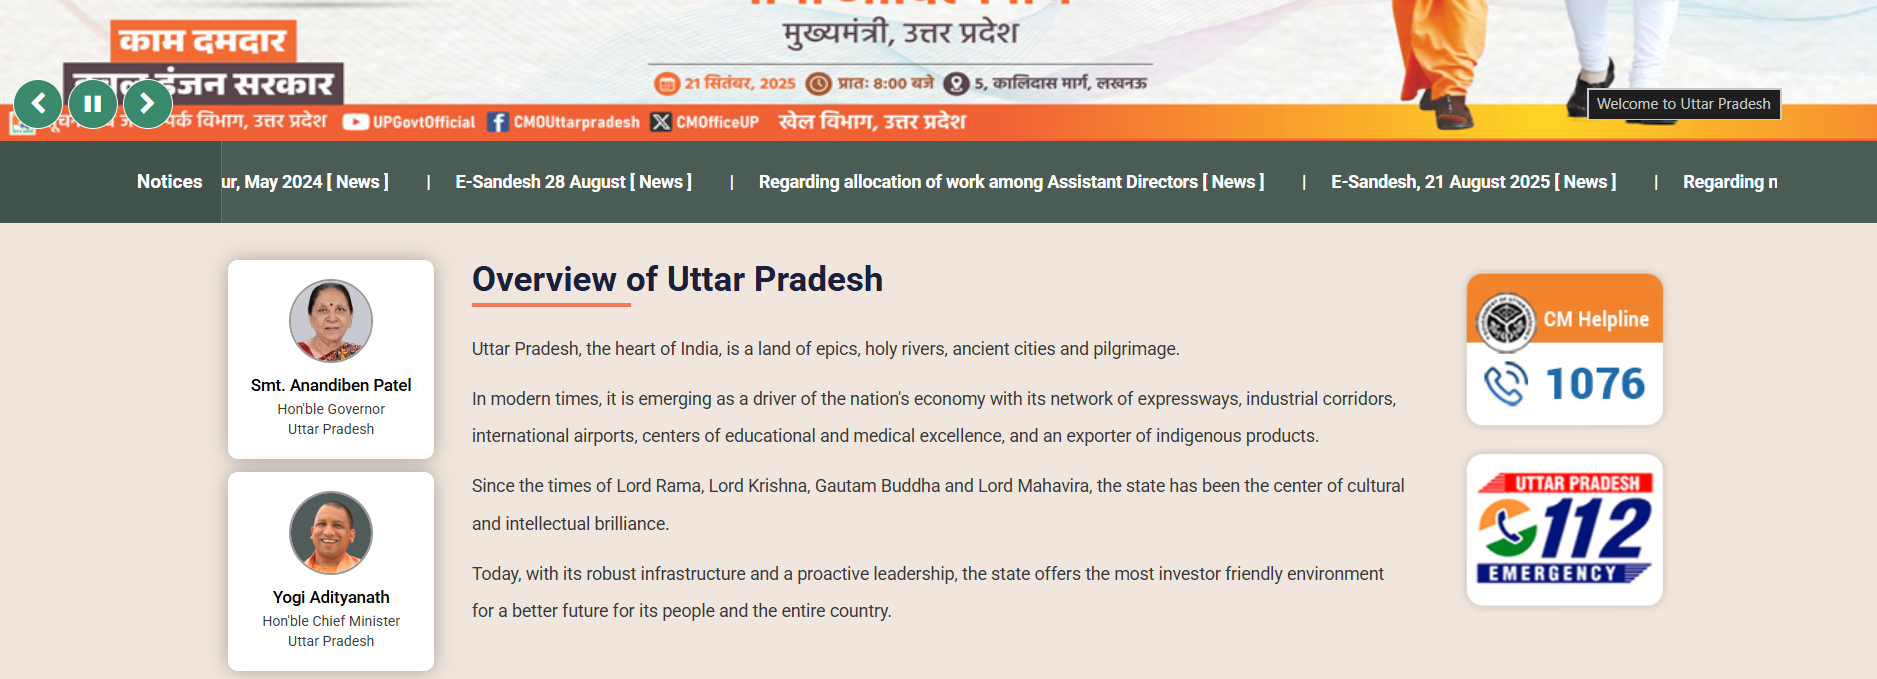 मुख्यमंत्री, उत्तर प्रदेश
काम दमदार
डबल इंजन सरकार
21 सितंबर, 2025 प्रातः 8:00 बजे 5, कालिदास मार्ग, लखनऊ
Welcome to Uttar Pradesh
विभाग, उत्तर प्रदेश UPGovtOfficial CMOUttarpradesh CMOfficeUP खेल विभाग, उत्तर प्रदेश
Notices ur, May 2024 [ News ] | E-Sandesh 28 August [ News ] | Regarding allocation of work among Assistant Directors [ News ] | E-Sandesh, 21 August 2025 [ News ] | Regarding n
Smt. Anandiben Patel
Hon'ble Governor
Uttar Pradesh
Yogi Adityanath
Hon'ble Chief Minister
Uttar Pradesh
Overview of Uttar Pradesh
Uttar Pradesh, the heart of India, is a land of epics, holy rivers, ancient cities and pilgrimage.
In modern times, it is emerging as a driver of the nation's economy with its network of expressways, industrial corridors,
international airports, centers of educational and medical excellence, and an exporter of indigenous products.
Since the times of Lord Rama, Lord Krishna, Gautam Buddha and Lord Mahavira, the state has been the center of cultural
and intellectual brilliance.
Today, with its robust infrastructure and a proactive leadership, the state offers the most investor friendly environment
for a better future for its people and the entire country.
CM Helpline
1076
UTTAR PRADESH
112
EMERGENCY